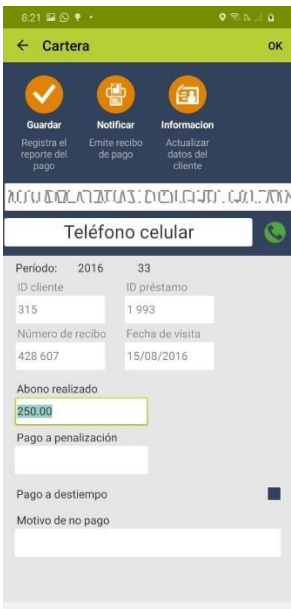 8:21
← Cartera OK
Guardar Notificar Informacion
Registra el reporte del pago
Emite recibo de pago
Actualizar datos del cliente
Teléfono celular
Período: 2016 33
ID cliente ID préstamo
315 1 993
Número de recibo Fecha de visita
428 607 15/08/2016
Abono realizado
250.00
Pago a penalización
Pago a destiempo
Motivo de no pago